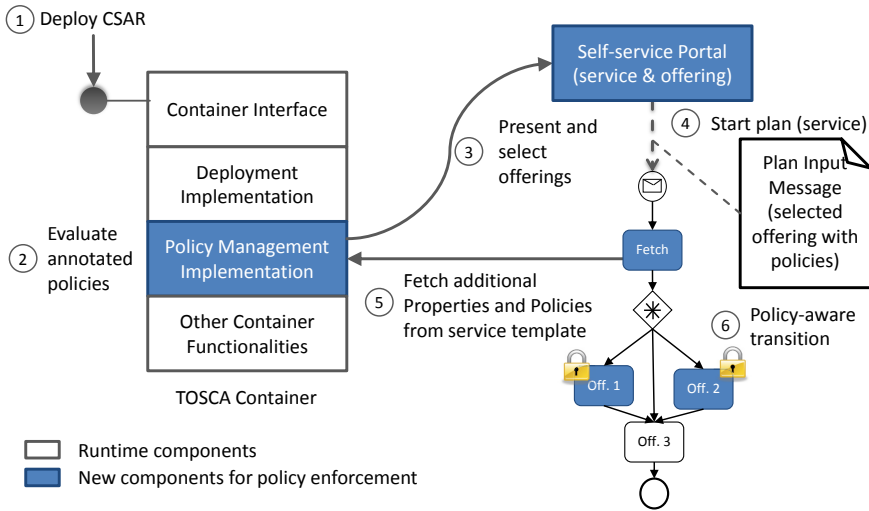 1 Deploy CSAR
Container Interface
Deployment
Implementation
Policy Management
Implementation
Other Container
Functionalities
TOSCA Container
2 Evaluate
annotated
policies
3 Present and
select
offerings
Self-service Portal
(service & offering)
4 Start plan (service)
Plan Input
Message
(selected
offering with
policies)
Fetch
5 Fetch additional
Properties and Policies
from service template
6 Policy-aware
transition
Off. 1
Off. 2
Off. 3
Runtime components
New components for policy enforcement